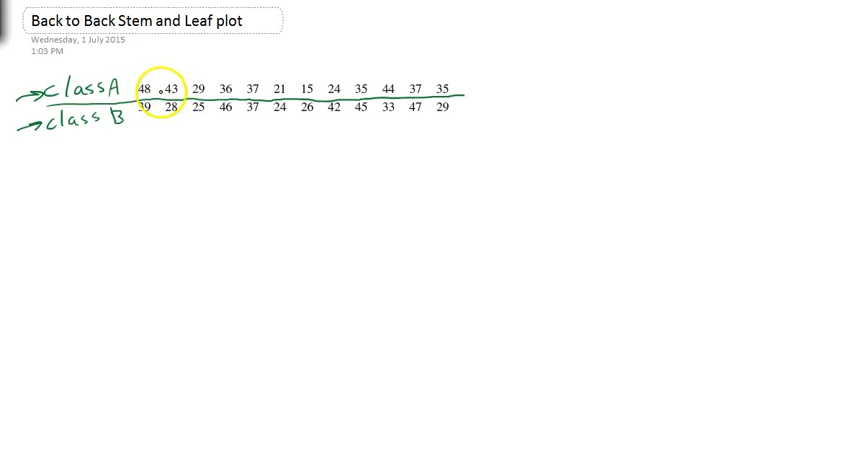 Back to Back Stem and Leaf plot
Wednesday, 1 July 2015
1:03 PM
class A 48 43 29 36 37 21 15 24 35 44 37 35
class B 39 28 25 46 37 24 26 42 45 33 47 29